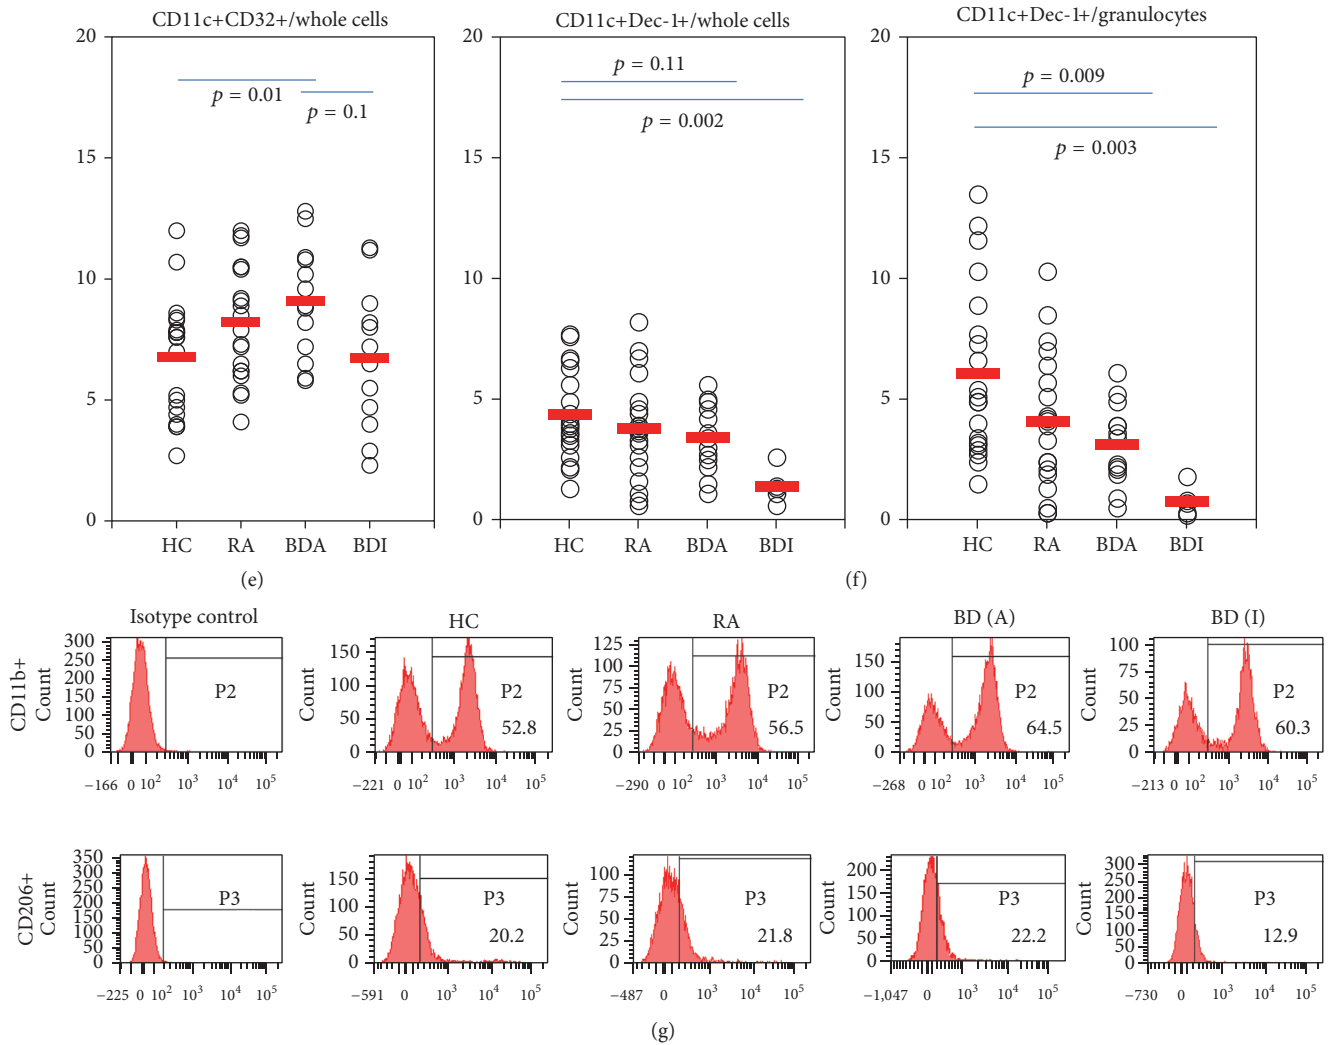 CD11c+CD32+/whole cells
CD11c+Dec-1+/whole cells
CD11c+Dec-1+/granulocytes
20
15
10
5
0
p = 0.01
p = 0.1
HC RA BDA BDI
(e)
20
15
10
5
0
p = 0.11
p = 0.002
HC RA BDA BDI
20
15
10
5
0
p = 0.009
p = 0.003
HC RA BDA BDI
(f)
Isotype control
HC
RA
BD (A)
BD (I)
CD11b+
Count
300
250
200
150
100
50
0
P2
−166 0 10² 10³ 10⁴ 10⁵
Count
150
100
50
0
P2
52.8
−221 0 10² 10³ 10⁴ 10⁵
Count
125
100
75
50
25
0
P2
56.5
−290 0 10² 10³ 10⁴ 10⁵
Count
150
100
50
0
P2
64.5
−268 0 10² 10³ 10⁴ 10⁵
Count
100
75
50
25
0
P2
60.3
−213 0 10² 10³ 10⁴ 10⁵
CD206+
Count
350
300
250
200
150
100
50
0
P3
−225 0 10² 10³ 10⁴ 10⁵
Count
150
100
50
0
P3
20.2
−591 0 10³ 10⁴ 10⁵
Count
100
75
50
25
0
P3
21.8
−487 0 10³ 10⁴ 10⁵
Count
200
150
100
50
0
P3
22.2
−1,047 0 10³ 10⁴ 10⁵
Count
300
250
200
150
100
50
0
P3
12.9
−730 0 10³ 10⁴ 10⁵
(g)